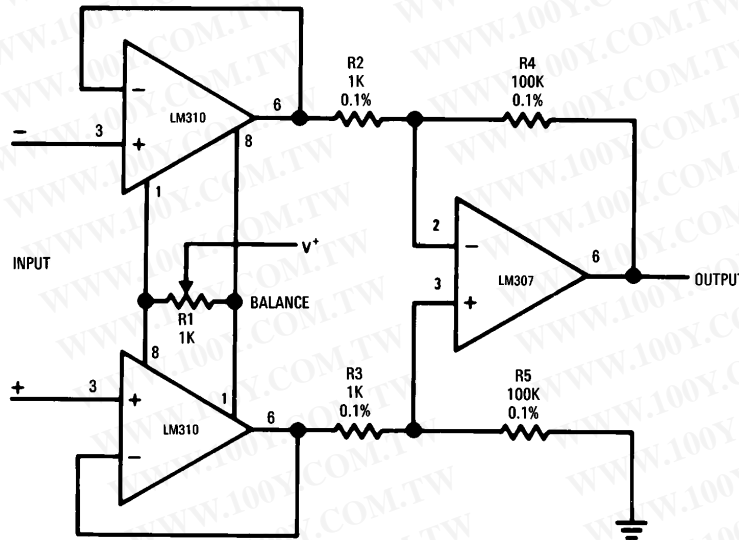 R2
1K
0.1%
R4
100K
0.1%
−
LM310
6
− 3 +
8
1
2 −
V+
6
INPUT
LM307
3 +
OUTPUT
BALANCE
R1
1K
8
+ 3 +
1
6
LM310
−
R3
1K
0.1%
R5
100K
0.1%
WWW.100Y.COM.TW